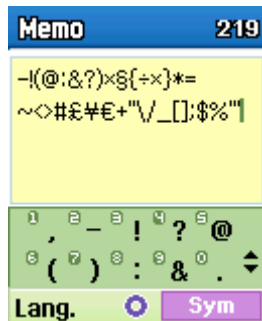 Memo 219
-!(@:&?)×§{÷×}*=
~<>#£¥€+"\/_[];$%"
1 , 2 - 3 ! 4 ? 5 @
6 ( 7 ) 8 : 9 & 0 .
Lang. Sym